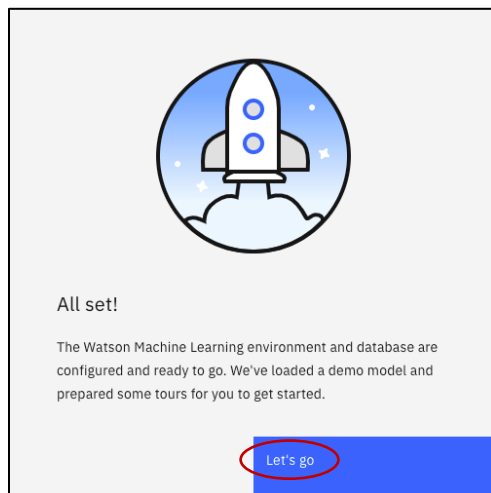 All set!
The Watson Machine Learning environment and database are
configured and ready to go. We've loaded a demo model and
prepared some tours for you to get started.
Let's go